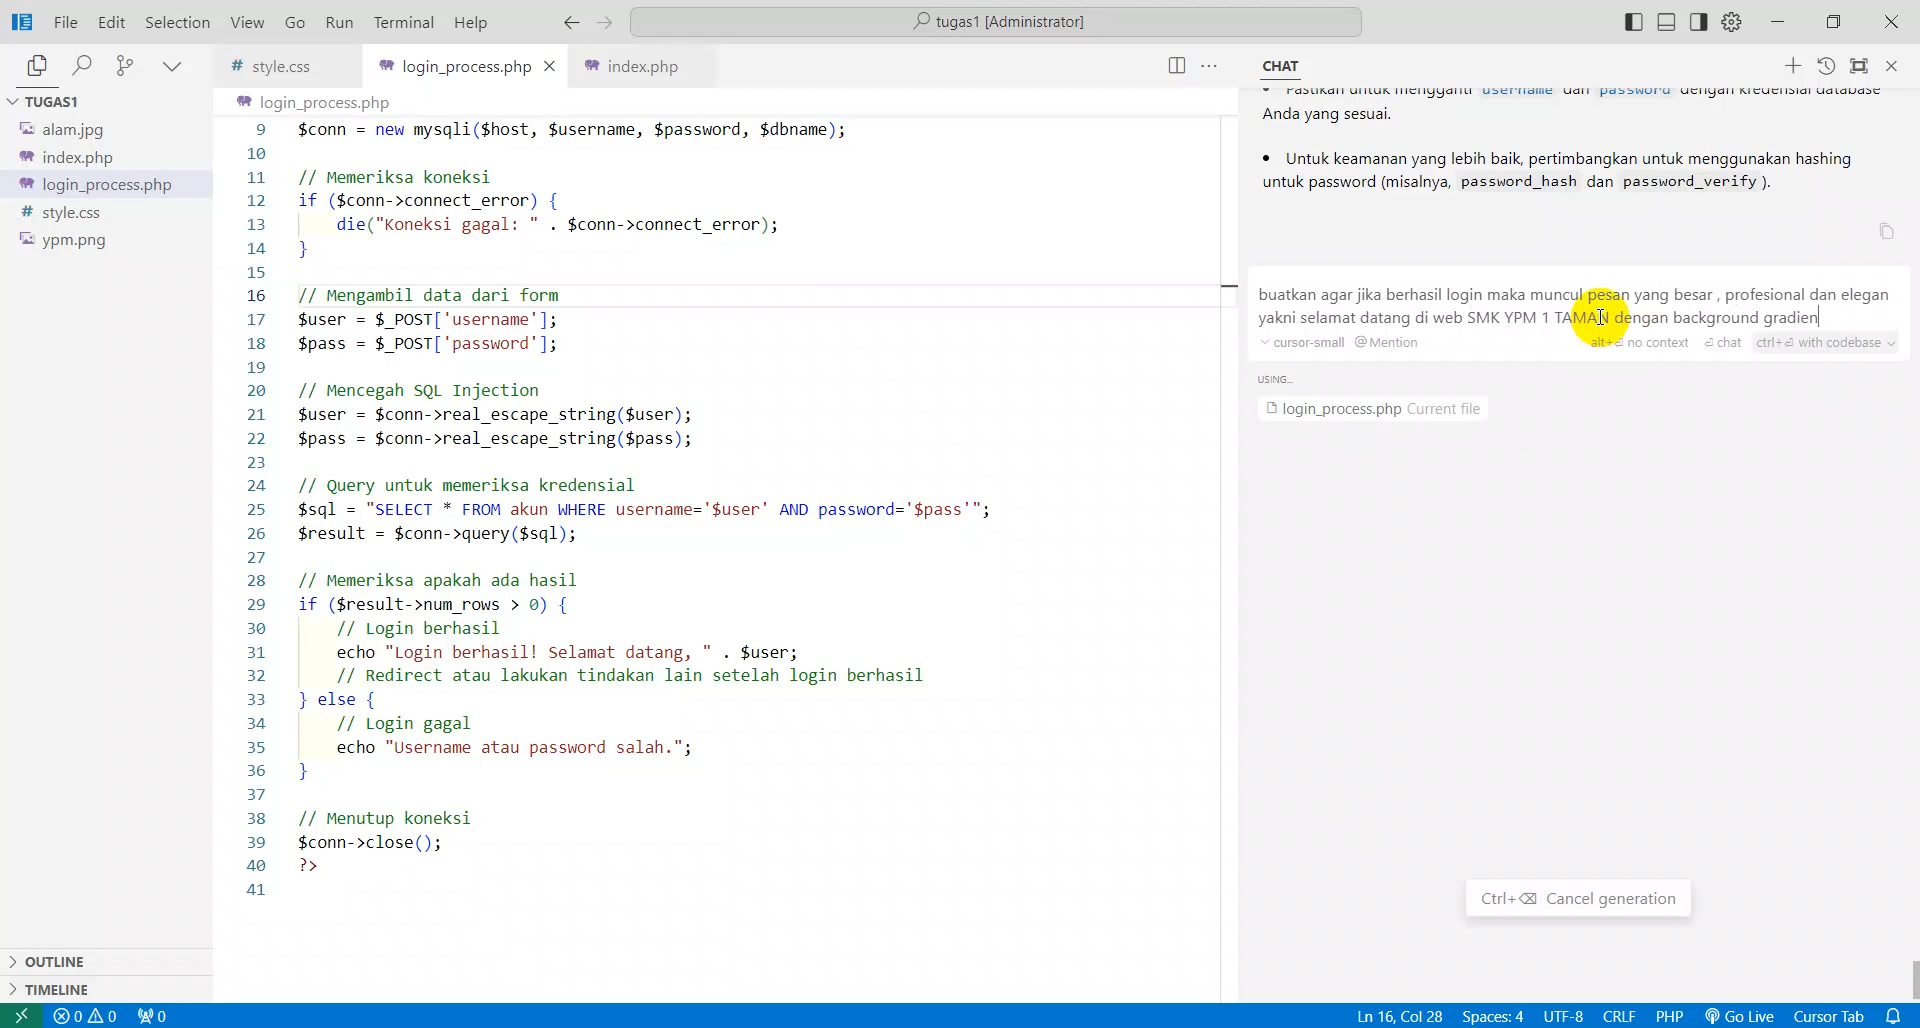 File Edit Selection View Go Run Terminal Help
tugas1 [Administrator]
TUGAS1
alam.jpg
index.php
login_process.php
style.css
ypm.png
OUTLINE
TIMELINE
# style.css
login_process.php
index.php
login_process.php
9 $conn = new mysqli($host, $username, $password, $dbname);
10
11 // Memeriksa koneksi
12 if ($conn->connect_error) {
13 die("Koneksi gagal: " . $conn->connect_error);
14 }
15
16 // Mengambil data dari form
17 $user = $_POST['username'];
18 $pass = $_POST['password'];
19
20 // Mencegah SQL Injection
21 $user = $conn->real_escape_string($user);
22 $pass = $conn->real_escape_string($pass);
23
24 // Query untuk memeriksa kredensial
25 $sql = "SELECT * FROM akun WHERE username='$user' AND password='$pass'";
26 $result = $conn->query($sql);
27
28 // Memeriksa apakah ada hasil
29 if ($result->num_rows > 0) {
30 // Login berhasil
31 echo "Login berhasil! Selamat datang, " . $user;
32 // Redirect atau lakukan tindakan lain setelah login berhasil
33 } else {
34 // Login gagal
35 echo "Username atau password salah.";
36 }
37
38 // Menutup koneksi
39 $conn->close();
40 ?>
41
CHAT
• Pastikan untuk mengganti username dan password dengan kredensial database
Anda yang sesuai.
• Untuk keamanan yang lebih baik, pertimbangkan untuk menggunakan hashing
untuk password (misalnya, password_hash dan password_verify ).
buatkan agar jika berhasil login maka muncul pesan yang besar , profesional dan elegan
yakni selamat datang di web SMK YPM 1 TAMAN dengan background gradien
cursor-small @ Mention alt+⏎ no context ⏎ chat ctrl+⏎ with codebase
USING...
login_process.php Current file
Ctrl+⌫ Cancel generation
0 0 0 Ln 16, Col 28 Spaces: 4 UTF-8 CRLF PHP Go Live Cursor Tab